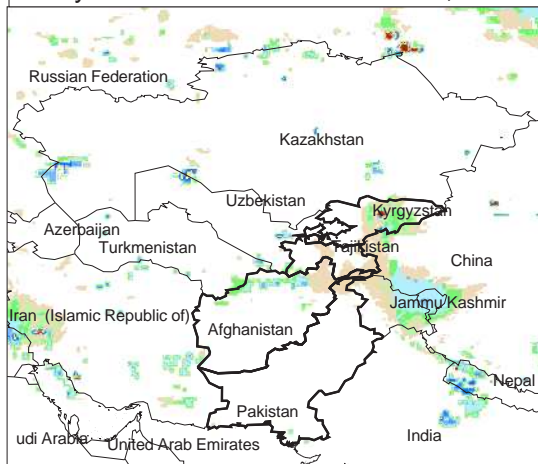 Russian Federation
Kazakhstan
Uzbekistan
Kyrgyzstan
Azerbaijan
Turkmenistan
Tajikistan
China
Jammu Kashmir
Iran (Islamic Republic of)
Afghanistan
Nepal
Pakistan
udi Arabia
United Arab Emirates
India